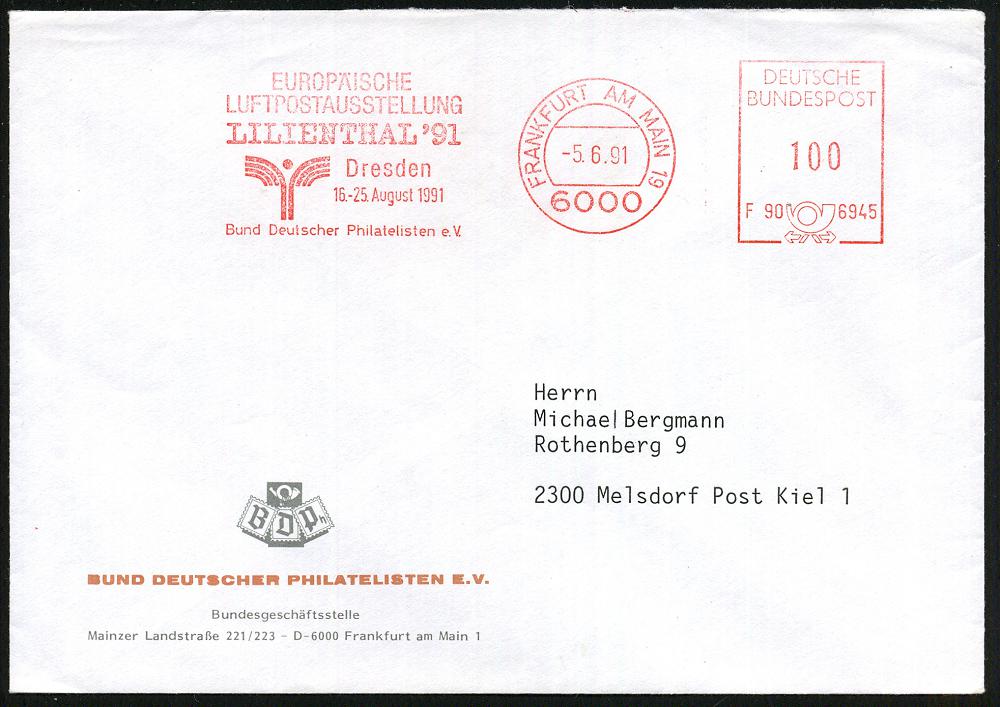 EUROPÄISCHE
LUFTPOSTAUSSTELLUNG
LILIENTHAL '91
Dresden
16.-25. August 1991
Bund Deutscher Philatelisten e.V.
FRANKFURT AM MAIN 19
-5.6.91
6000
DEUTSCHE
BUNDESPOST
100
F 90 6945
Herrn
Michael Bergmann
Rothenberg 9
2300 Melsdorf Post Kiel 1
BDPh
BUND DEUTSCHER PHILATELISTEN E.V.
Bundesgeschäftsstelle
Mainzer Landstraße 221/223 – D-6000 Frankfurt am Main 1